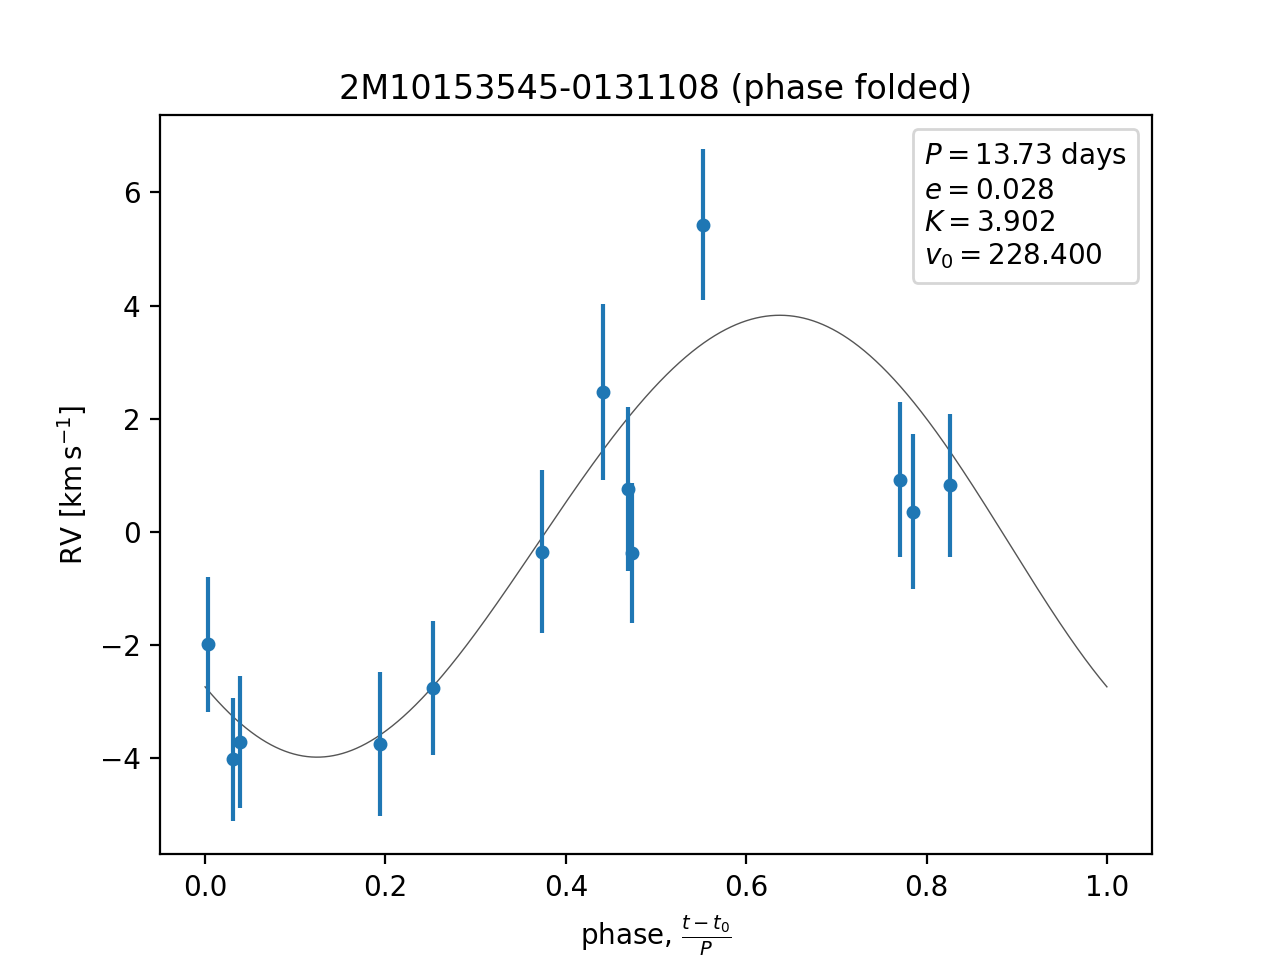 2M10153545-0131108 (phase folded)
P = 13.73 days
e = 0.028
K = 3.902
v₀ = 228.400
6
4
2
0
−2
−4
RV [km s⁻¹]
0.0 0.2 0.4 0.6 0.8 1.0
phase, (t − t₀)/P